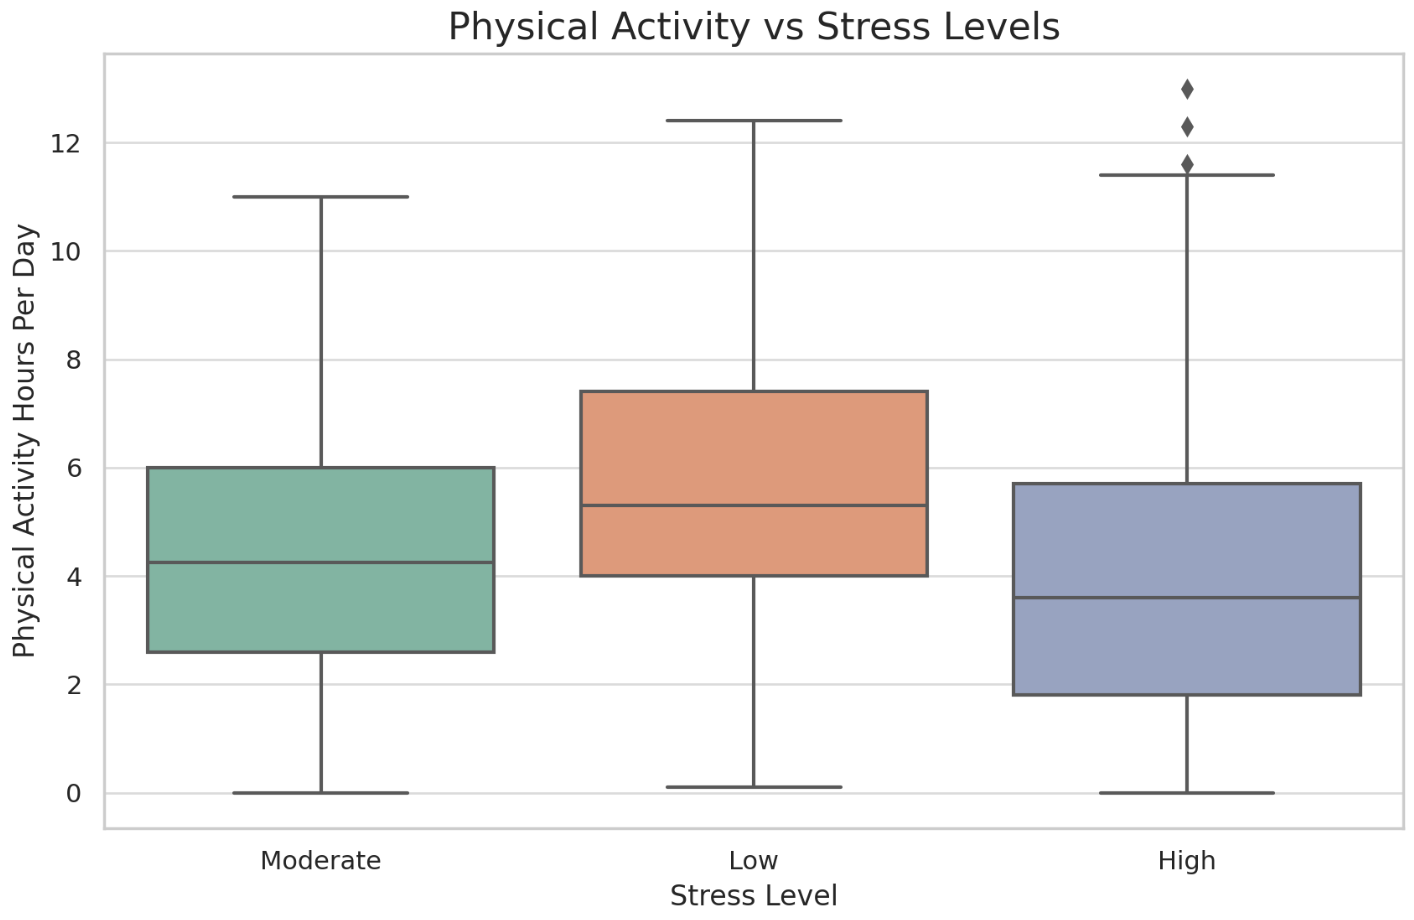 Physical Activity vs Stress Levels
Physical Activity Hours Per Day
12
10
8
6
4
2
0
Moderate
Low
High
Stress Level